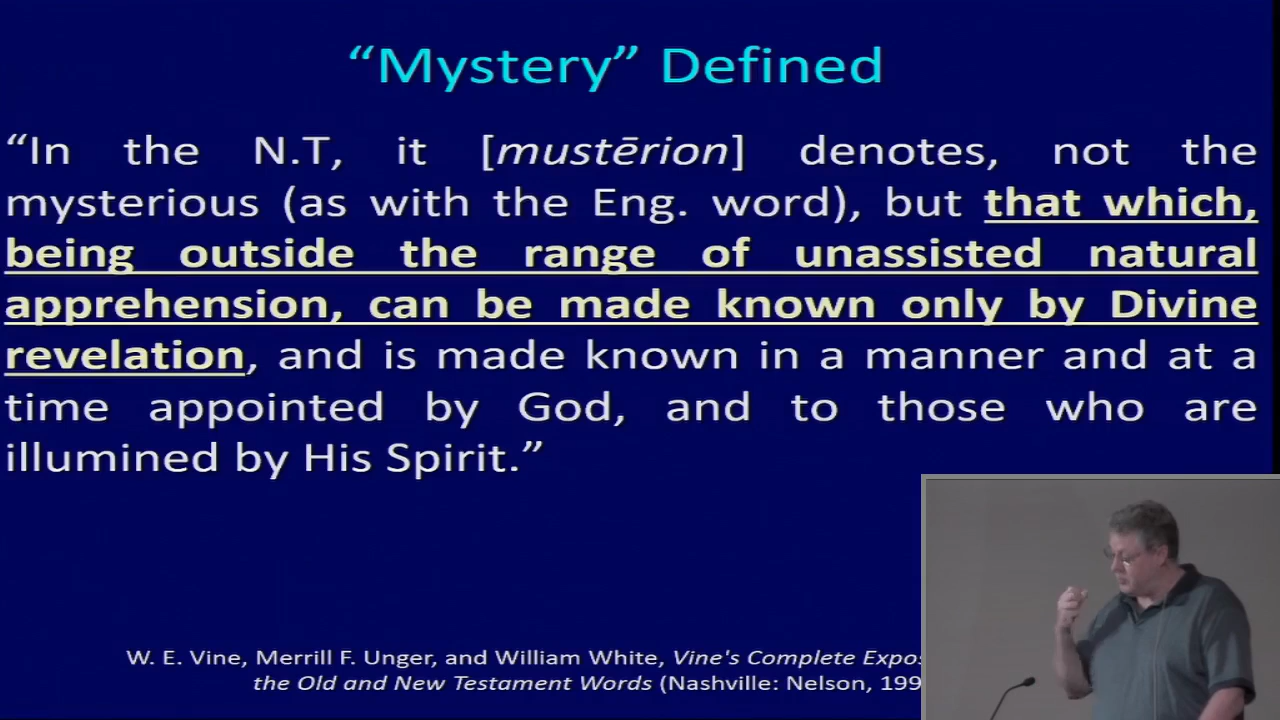 “Mystery” Defined
“In the N.T, it [mustērion] denotes, not the
mysterious (as with the Eng. word), but that which,
being outside the range of unassisted natural
apprehension, can be made known only by Divine
revelation, and is made known in a manner and at a
time appointed by God, and to those who are
illumined by His Spirit.”
W. E. Vine, Merrill F. Unger, and William White, Vine's Complete
the Old and New Testament Words (Nashville: Nelson,